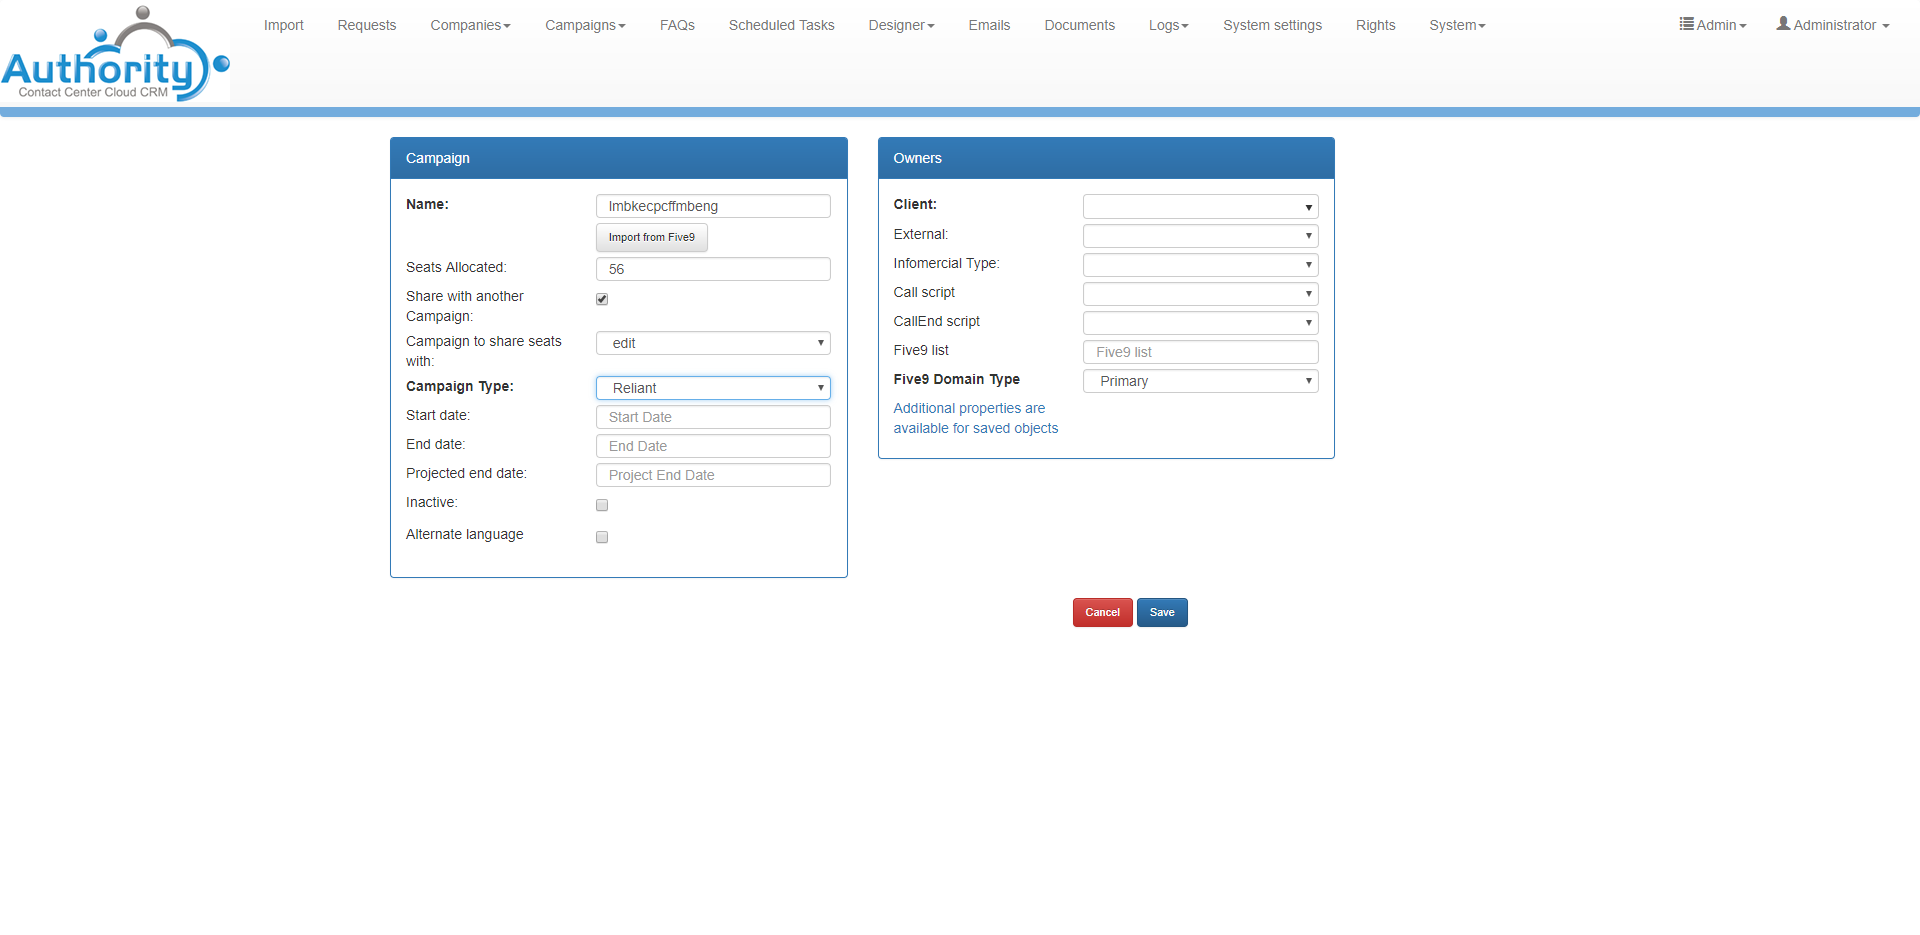 Authority
Contact Center Cloud CRM
Import Requests Companies Campaigns FAQs Scheduled Tasks Designer Emails Documents Logs System settings Rights System Admin Administrator
Campaign
Name: lmbkecpcffmbeng
Import from Five9
Seats Allocated: 56
Share with another
Campaign:
Campaign to share seats
with: edit
Campaign Type: Reliant
Start date: Start Date
End date: End Date
Projected end date: Project End Date
Inactive:
Alternate language
Owners
Client:
External:
Infomercial Type:
Call script
CallEnd script
Five9 list Five9 list
Five9 Domain Type Primary
Additional properties are
available for saved objects
Cancel Save